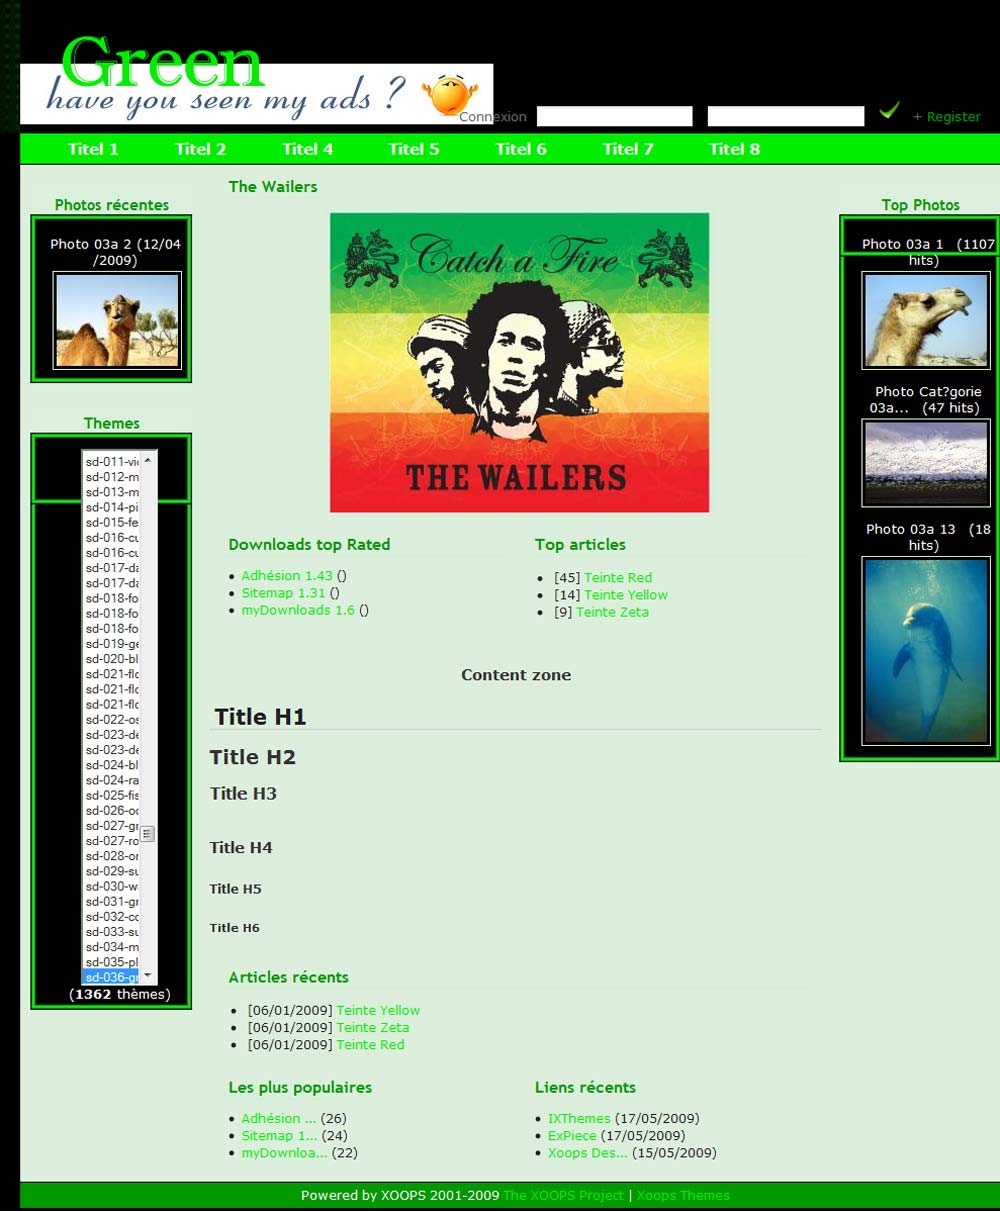 Green
have you seen my ads ?
Connexion
+ Register
Titel 1 Titel 2 Titel 4 Titel 5 Titel 6 Titel 7 Titel 8
Photos récentes
Photo 03a 2 (12/04
/2009)
Themes
sd-011-vi
sd-012-m
sd-013-m
sd-014-pi
sd-015-fe
sd-016-cu
sd-016-cu
sd-017-da
sd-017-da
sd-018-fo
sd-018-fo
sd-018-fo
sd-019-ge
sd-020-bl
sd-021-flo
sd-021-flo
sd-021-flo
sd-022-os
sd-023-de
sd-023-de
sd-024-bl
sd-024-ra
sd-025-fis
sd-026-oc
sd-027-gr
sd-027-ro
sd-028-or
sd-029-su
sd-030-w
sd-031-gr
sd-032-co
sd-033-su
sd-034-m
sd-035-pl
sd-036-gr
(1362 thèmes)
The Wailers
Catch a Fire
THE WAILERS
Downloads top Rated
• Adhésion 1.43 ()
• Sitemap 1.31 ()
• myDownloads 1.6 ()
Top articles
• [45] Teinte Red
• [14] Teinte Yellow
• [9] Teinte Zeta
Content zone
Title H1
Title H2
Title H3
Title H4
Title H5
Title H6
Articles récents
• [06/01/2009] Teinte Yellow
• [06/01/2009] Teinte Zeta
• [06/01/2009] Teinte Red
Les plus populaires
• Adhésion ... (26)
• Sitemap 1... (24)
• myDownloa... (22)
Liens récents
• IXThemes (17/05/2009)
• ExPiece (17/05/2009)
• Xoops Des... (15/05/2009)
Top Photos
Photo 03a 1 (1107
hits)
Photo Cat?gorie
03a... (47 hits)
Photo 03a 13 (18
hits)
Powered by XOOPS 2001-2009 The XOOPS Project | Xoops Themes